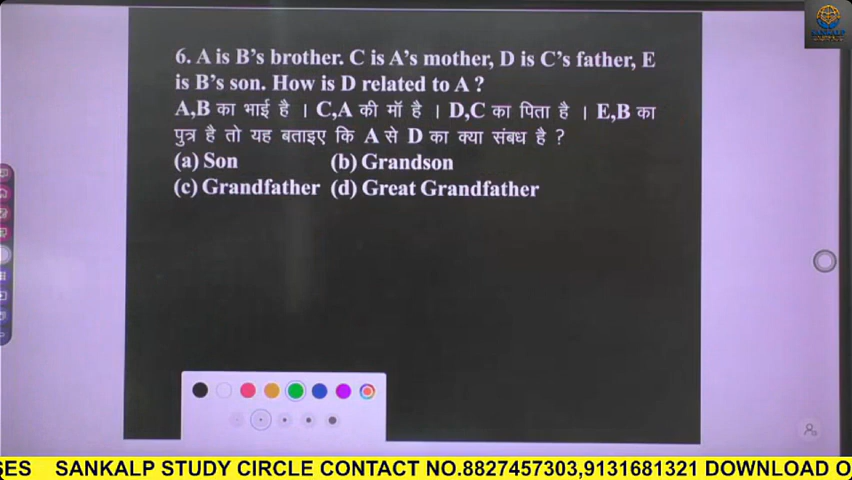 6. A is B’s brother. C is A’s mother, D is C’s father, E
is B’s son. How is D related to A ?
A,B का भाई है । C,A की मॉ है । D,C का पिता है । E,B का
पुत्र है तो यह बताइए कि A से D का क्या संबध है ?
(a) Son (b) Grandson
(c) Grandfather (d) Great Grandfather
SES SANKALP STUDY CIRCLE CONTACT NO.8827457303,9131681321 DOWNLOAD O